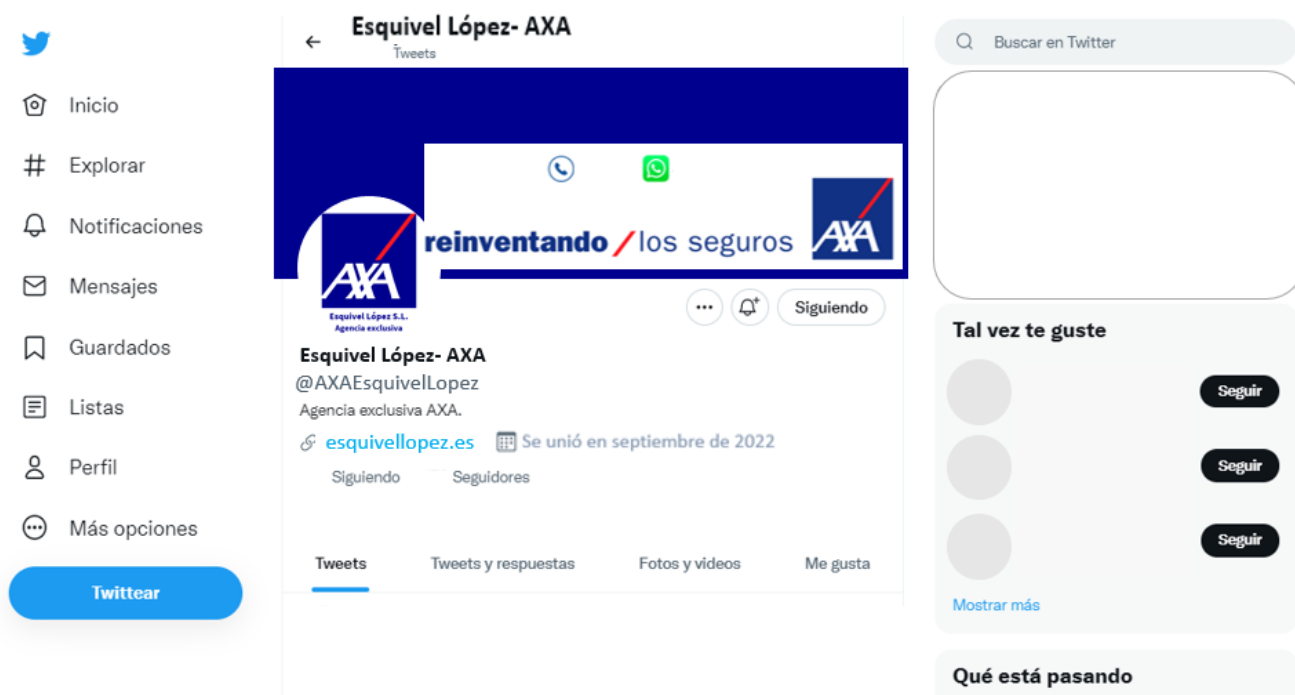 Inicio
Explorar
Notificaciones
Mensajes
Guardados
Listas
Perfil
Más opciones
Twittear
Esquivel López- AXA
Tweets
reinventando / los seguros
AXA
AXA
Esquivel López S.L.
Agencia exclusiva
Siguiendo
Esquivel López- AXA
@AXAEsquivelLopez
Agencia exclusiva AXA.
esquivellopez.es Se unió en septiembre de 2022
Siguiendo Seguidores
Tweets Tweets y respuestas Fotos y videos Me gusta
Buscar en Twitter
Tal vez te guste
Seguir
Seguir
Seguir
Mostrar más
Qué está pasando